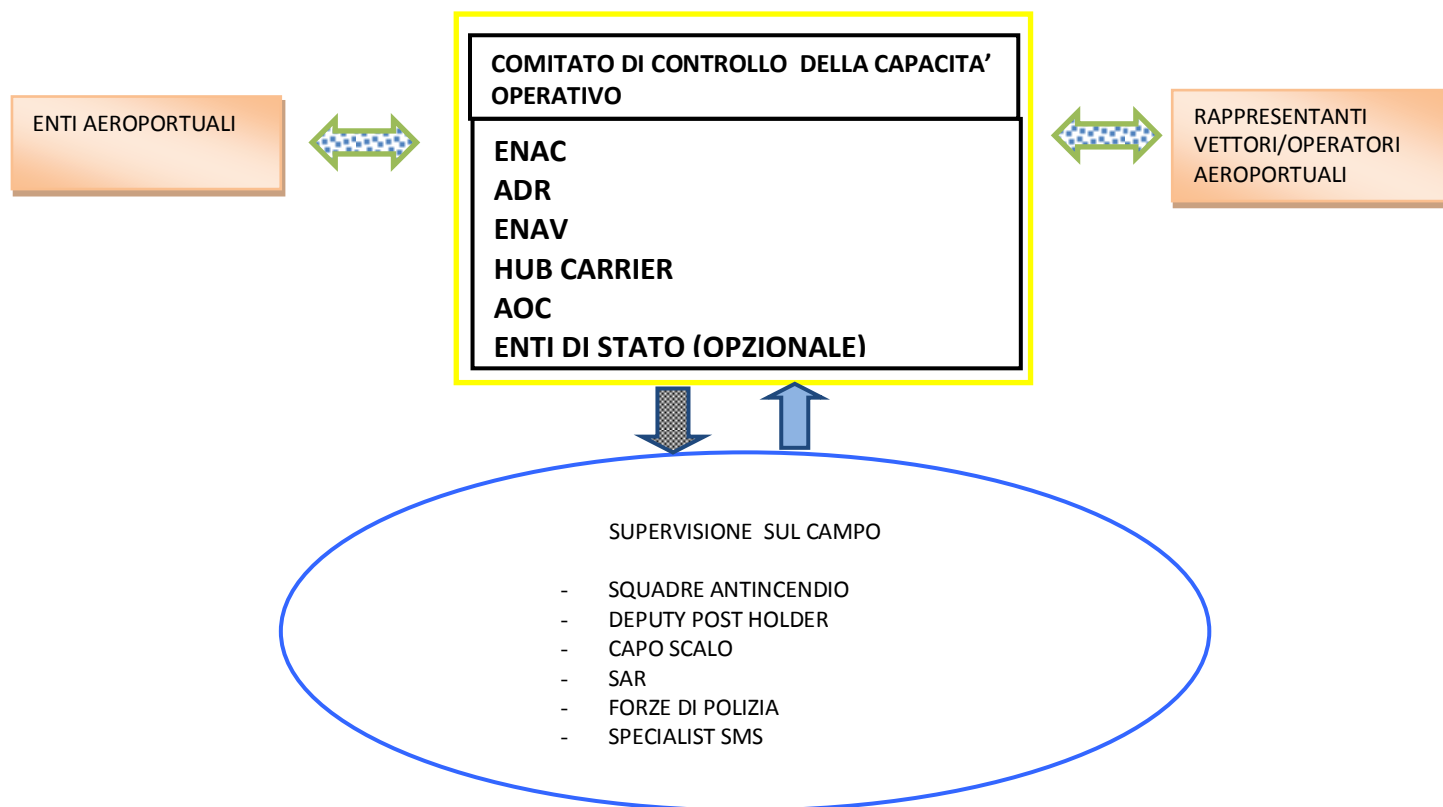 COMITATO DI CONTROLLO DELLA CAPACITA’
OPERATIVO
ENTI AEROPORTUALI
RAPPRESENTANTI
VETTORI/OPERATORI
AEROPORTUALI
ENAC
ADR
ENAV
HUB CARRIER
AOC
ENTI DI STATO (OPZIONALE)
SUPERVISIONE SUL CAMPO
- SQUADRE ANTINCENDIO
- DEPUTY POST HOLDER
- CAPO SCALO
- SAR
- FORZE DI POLIZIA
- SPECIALIST SMS